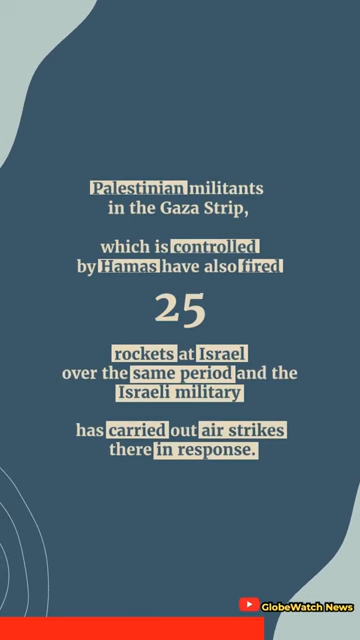 Palestinian militants
in the Gaza Strip,
which is controlled
by Hamas have also fired
25
rockets at Israel
over the same period and the
Israeli military
has carried out air strikes
there in response.
GlobeWatch News